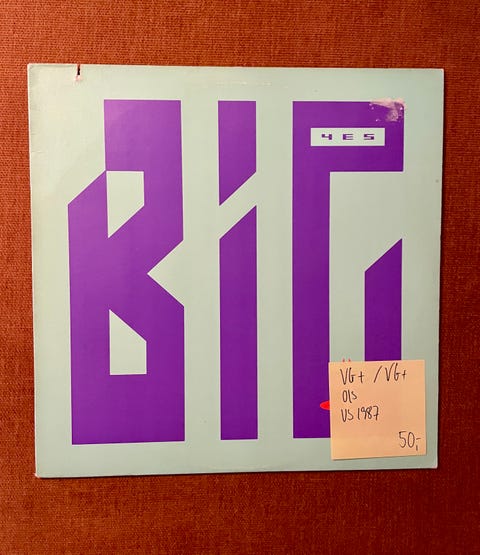 BIG
YES
VG+ /VG+
OIS
US 1987
50,-